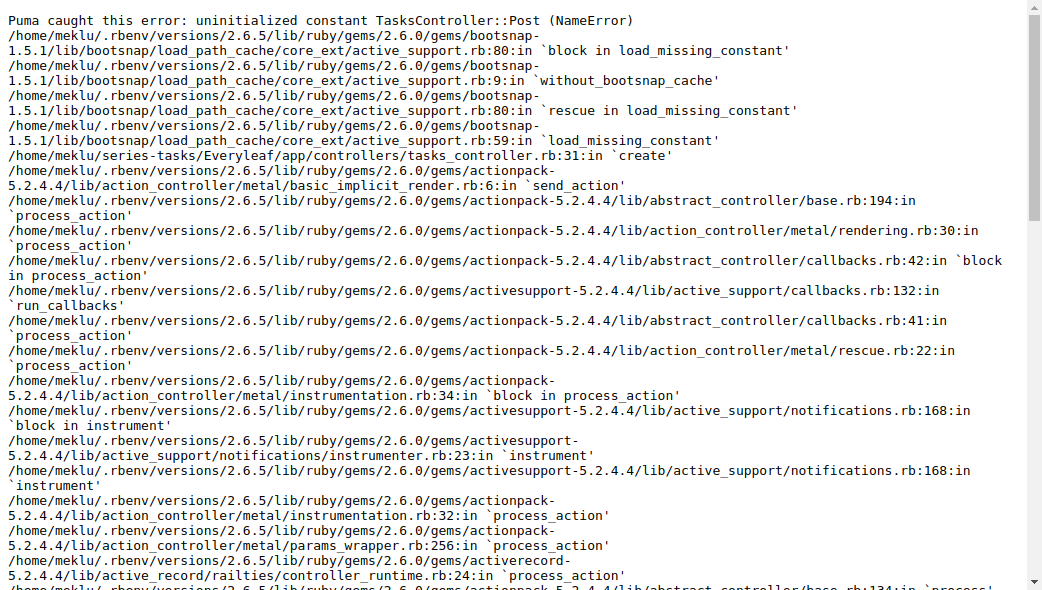 Puma caught this error: uninitialized constant TasksController::Post (NameError)
/home/meklu/.rbenv/versions/2.6.5/lib/ruby/gems/2.6.0/gems/bootsnap-
1.5.1/lib/bootsnap/load_path_cache/core_ext/active_support.rb:80:in `block in load_missing_constant'
/home/meklu/.rbenv/versions/2.6.5/lib/ruby/gems/2.6.0/gems/bootsnap-
1.5.1/lib/bootsnap/load_path_cache/core_ext/active_support.rb:9:in `without_bootsnap_cache'
/home/meklu/.rbenv/versions/2.6.5/lib/ruby/gems/2.6.0/gems/bootsnap-
1.5.1/lib/bootsnap/load_path_cache/core_ext/active_support.rb:80:in `rescue in load_missing_constant'
/home/meklu/.rbenv/versions/2.6.5/lib/ruby/gems/2.6.0/gems/bootsnap-
1.5.1/lib/bootsnap/load_path_cache/core_ext/active_support.rb:59:in `load_missing_constant'
/home/meklu/series-tasks/Everyleaf/app/controllers/tasks_controller.rb:31:in `create'
/home/meklu/.rbenv/versions/2.6.5/lib/ruby/gems/2.6.0/gems/actionpack-
5.2.4.4/lib/action_controller/metal/basic_implicit_render.rb:6:in `send_action'
/home/meklu/.rbenv/versions/2.6.5/lib/ruby/gems/2.6.0/gems/actionpack-5.2.4.4/lib/abstract_controller/base.rb:194:in
`process_action'
/home/meklu/.rbenv/versions/2.6.5/lib/ruby/gems/2.6.0/gems/actionpack-5.2.4.4/lib/action_controller/metal/rendering.rb:30:in
`process_action'
/home/meklu/.rbenv/versions/2.6.5/lib/ruby/gems/2.6.0/gems/actionpack-5.2.4.4/lib/abstract_controller/callbacks.rb:42:in `block
in process_action'
/home/meklu/.rbenv/versions/2.6.5/lib/ruby/gems/2.6.0/gems/activesupport-5.2.4.4/lib/active_support/callbacks.rb:132:in
`run_callbacks'
/home/meklu/.rbenv/versions/2.6.5/lib/ruby/gems/2.6.0/gems/actionpack-5.2.4.4/lib/abstract_controller/callbacks.rb:41:in
`process_action'
/home/meklu/.rbenv/versions/2.6.5/lib/ruby/gems/2.6.0/gems/actionpack-5.2.4.4/lib/action_controller/metal/rescue.rb:22:in
`process_action'
/home/meklu/.rbenv/versions/2.6.5/lib/ruby/gems/2.6.0/gems/actionpack-
5.2.4.4/lib/action_controller/metal/instrumentation.rb:34:in `block in process_action'
/home/meklu/.rbenv/versions/2.6.5/lib/ruby/gems/2.6.0/gems/activesupport-5.2.4.4/lib/active_support/notifications.rb:168:in
`block in instrument'
/home/meklu/.rbenv/versions/2.6.5/lib/ruby/gems/2.6.0/gems/activesupport-
5.2.4.4/lib/active_support/notifications/instrumenter.rb:23:in `instrument'
/home/meklu/.rbenv/versions/2.6.5/lib/ruby/gems/2.6.0/gems/activesupport-5.2.4.4/lib/active_support/notifications.rb:168:in
`instrument'
/home/meklu/.rbenv/versions/2.6.5/lib/ruby/gems/2.6.0/gems/actionpack-
5.2.4.4/lib/action_controller/metal/instrumentation.rb:32:in `process_action'
/home/meklu/.rbenv/versions/2.6.5/lib/ruby/gems/2.6.0/gems/actionpack-
5.2.4.4/lib/action_controller/metal/params_wrapper.rb:256:in `process_action'
/home/meklu/.rbenv/versions/2.6.5/lib/ruby/gems/2.6.0/gems/activerecord-
5.2.4.4/lib/active_record/railties/controller_runtime.rb:24:in `process_action'
/home/meklu/.rbenv/versions/2.6.5/lib/ruby/gems/2.6.0/gems/actionpack-5.2.4.4/lib/abstract_controller/base.rb:134:in `process'